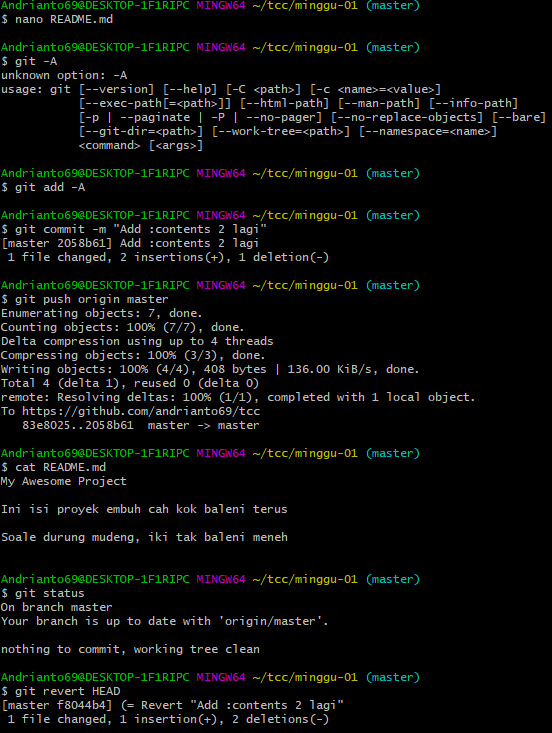 Andrianto69@DESKTOP-1F1RIPC MINGW64 ~/tcc/minggu-01 (master)
$ nano README.md
Andrianto69@DESKTOP-1F1RIPC MINGW64 ~/tcc/minggu-01 (master)
$ git -A
unknown option: -A
usage: git [--version] [--help] [-C <path>] [-c <name>=<value>]
           [--exec-path[=<path>]] [--html-path] [--man-path] [--info-path]
           [-p | --paginate | -P | --no-pager] [--no-replace-objects] [--bare]
           [--git-dir=<path>] [--work-tree=<path>] [--namespace=<name>]
           <command> [<args>]
Andrianto69@DESKTOP-1F1RIPC MINGW64 ~/tcc/minggu-01 (master)
$ git add -A
Andrianto69@DESKTOP-1F1RIPC MINGW64 ~/tcc/minggu-01 (master)
$ git commit -m "Add :contents 2 lagi"
[master 2058b61] Add :contents 2 lagi
 1 file changed, 2 insertions(+), 1 deletion(-)
Andrianto69@DESKTOP-1F1RIPC MINGW64 ~/tcc/minggu-01 (master)
$ git push origin master
Enumerating objects: 7, done.
Counting objects: 100% (7/7), done.
Delta compression using up to 4 threads
Compressing objects: 100% (3/3), done.
Writing objects: 100% (4/4), 408 bytes | 136.00 KiB/s, done.
Total 4 (delta 1), reused 0 (delta 0)
remote: Resolving deltas: 100% (1/1), completed with 1 local object.
To https://github.com/andrianto69/tcc
   83e8025..2058b61  master -> master
Andrianto69@DESKTOP-1F1RIPC MINGW64 ~/tcc/minggu-01 (master)
$ cat README.md
My Awesome Project
Ini isi proyek embuh cah kok baleni terus
Soale durung mudeng, iki tak baleni meneh
Andrianto69@DESKTOP-1F1RIPC MINGW64 ~/tcc/minggu-01 (master)
$ git status
On branch master
Your branch is up to date with 'origin/master'.
nothing to commit, working tree clean
Andrianto69@DESKTOP-1F1RIPC MINGW64 ~/tcc/minggu-01 (master)
$ git revert HEAD
[master f8044b4] (= Revert "Add :contents 2 lagi"
 1 file changed, 1 insertion(+), 2 deletions(-)